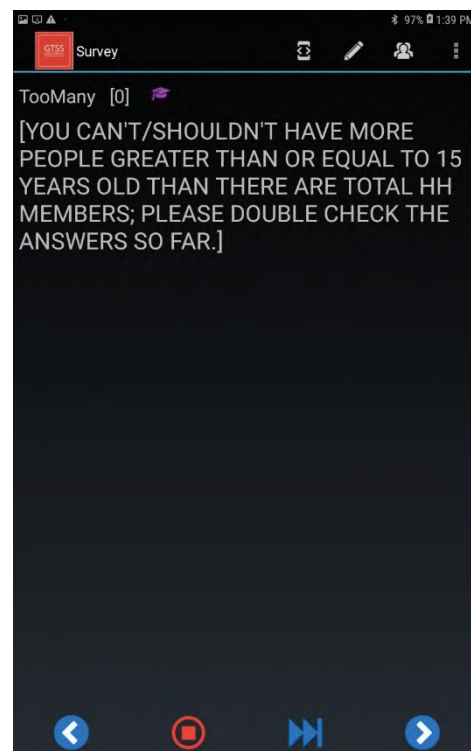 97% 1:39 PM
GTSS
Survey
TooMany [0]
[YOU CAN'T/SHOULDN'T HAVE MORE
PEOPLE GREATER THAN OR EQUAL TO 15
YEARS OLD THAN THERE ARE TOTAL HH
MEMBERS; PLEASE DOUBLE CHECK THE
ANSWERS SO FAR.]